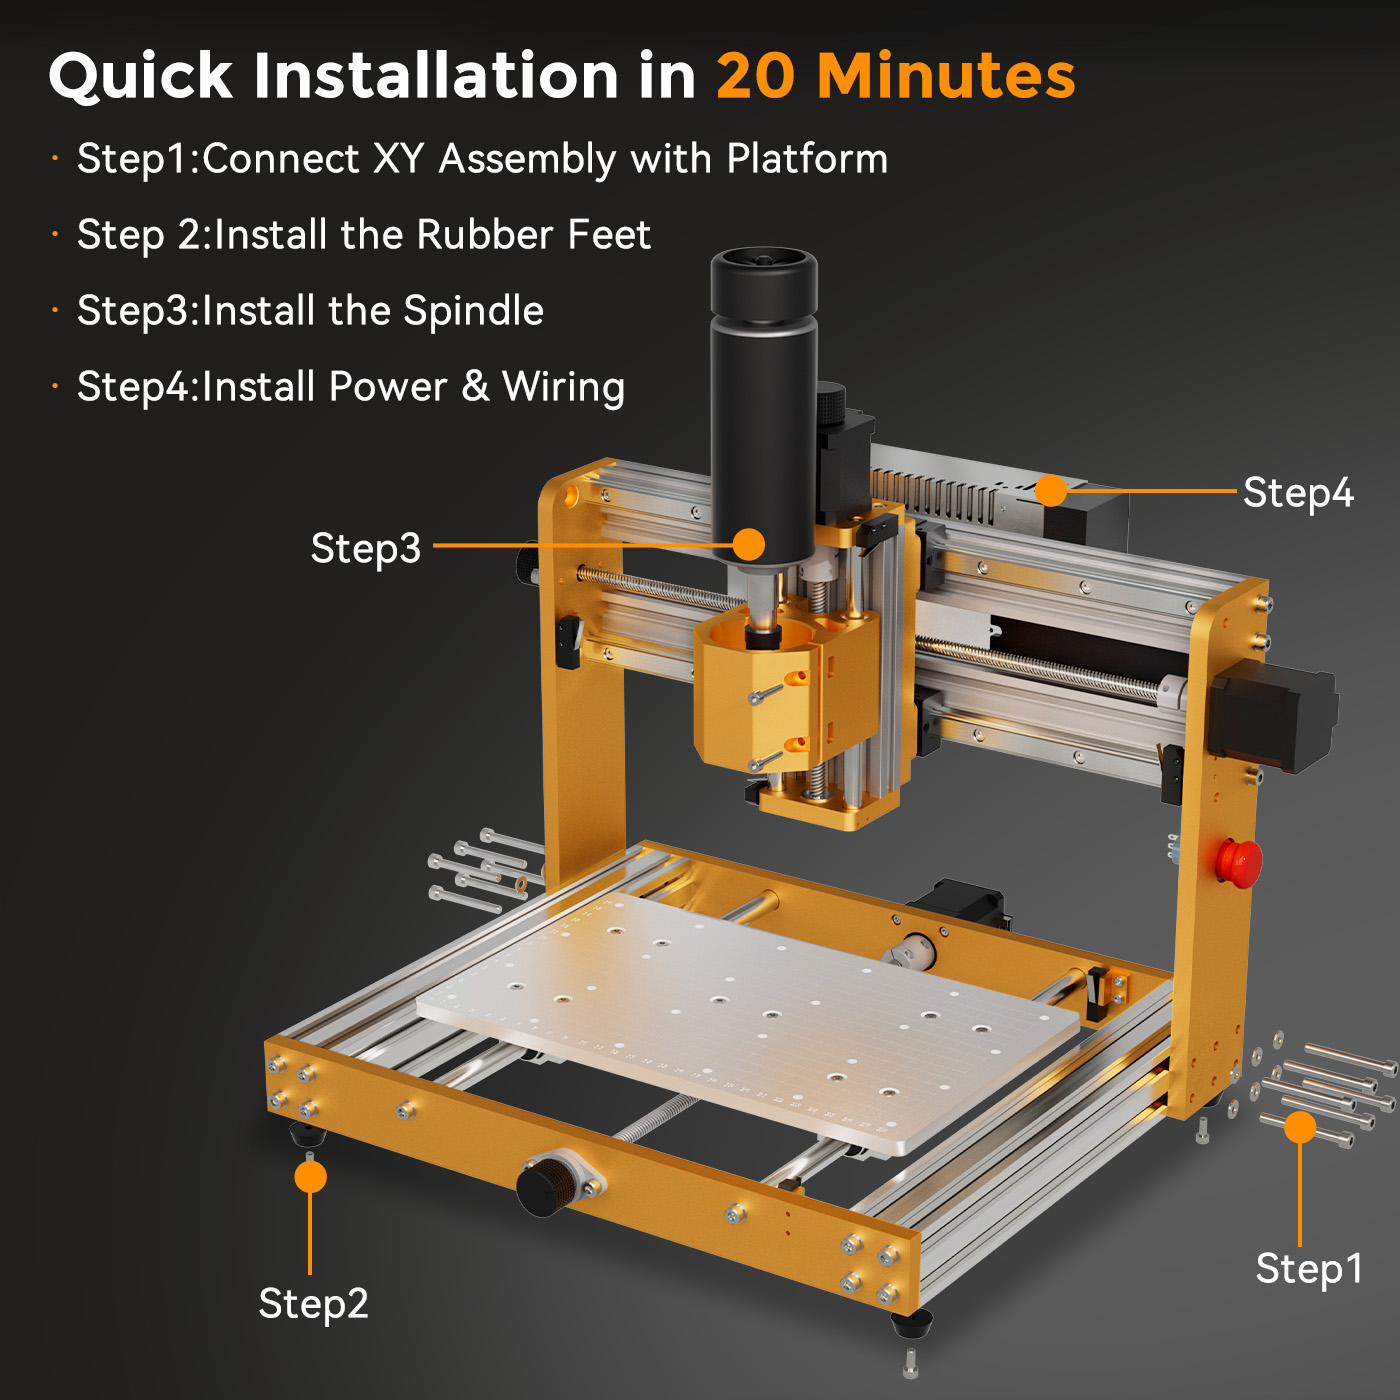 Quick Installation in 20 Minutes
· Step1:Connect XY Assembly with Platform
· Step 2:Install the Rubber Feet
· Step3:Install the Spindle
· Step4:Install Power & Wiring
Step4
Step3
Step1
Step2